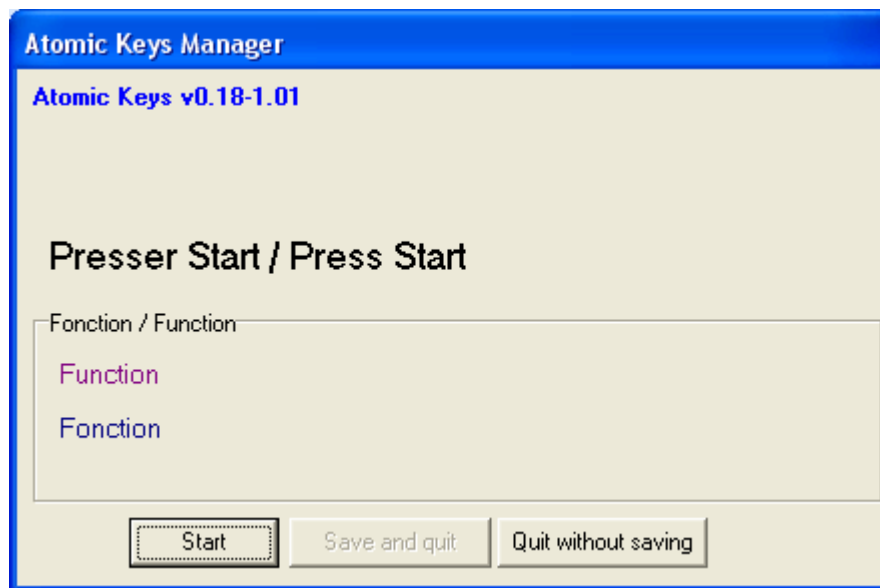 Atomic Keys Manager
Atomic Keys v0.18-1.01
Presser Start / Press Start
Fonction / Function
Function
Fonction
Start Save and quit Quit without saving